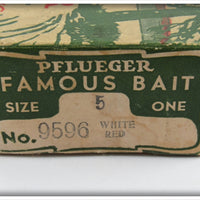 PFLUEGER
FAMOUS BAIT
SIZE 5 ONE
No. 9596 WHITE
RED